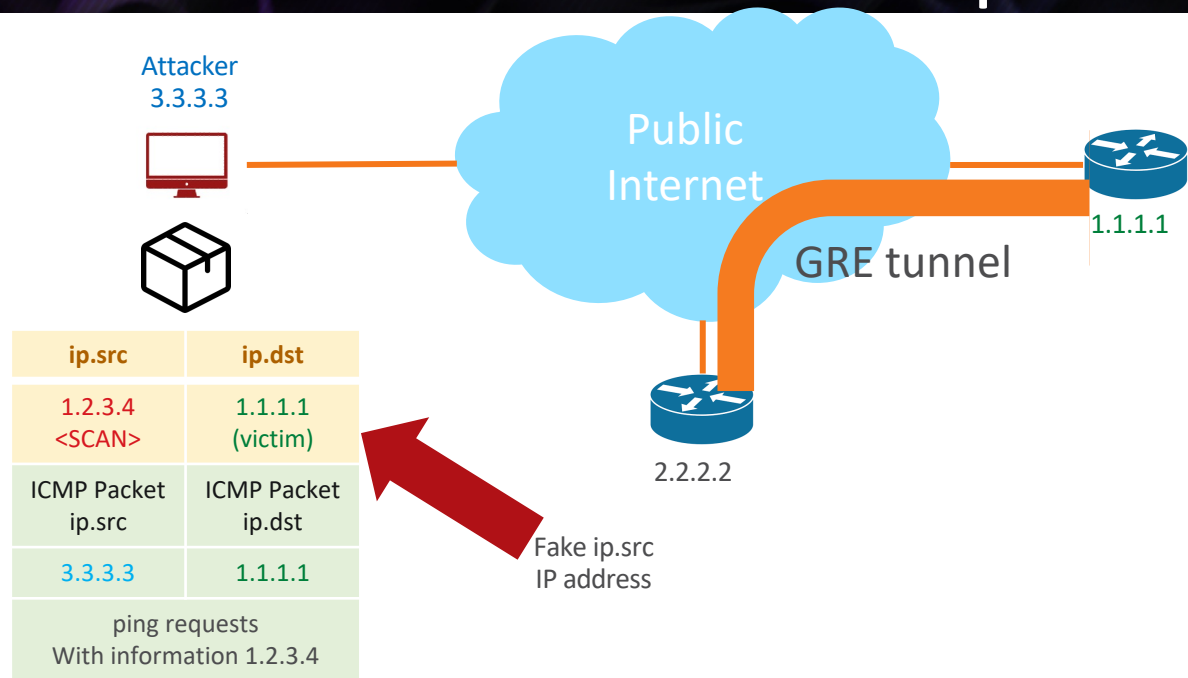 Attacker
3.3.3.3
Public
Internet
1.1.1.1
GRE tunnel
2.2.2.2
ip.src ip.dst
1.2.3.4 1.1.1.1
<SCAN> (victim)
ICMP Packet ICMP Packet
ip.src ip.dst
3.3.3.3 1.1.1.1
ping requests
With information 1.2.3.4
Fake ip.src
IP address